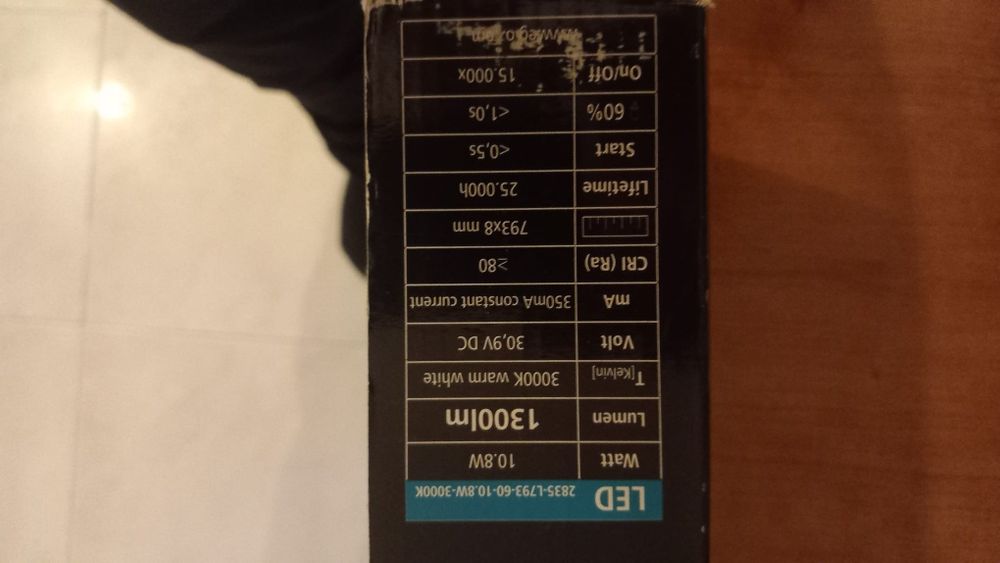 LED 2835-L793-60-10.8W-3000K
Watt 10.8W
Lumen 1300lm
T[Kelvin] 3000K warm white
Volt 30,9V DC
mA 350mA constant current
CRI (Ra) ≥80
793x8 mm
Lifetime 25.000h
Start <0,5s
60% <1,0s
On/Off 15.000x